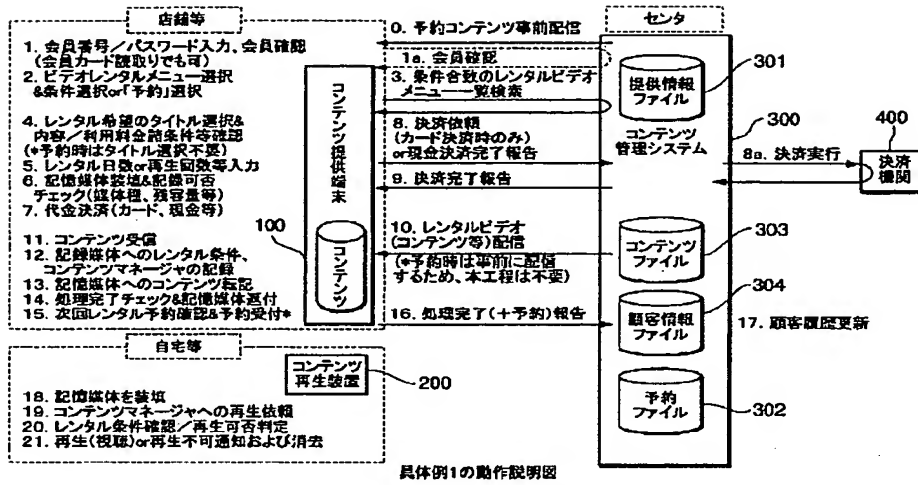 店舗等
1. 会員番号／パスワード入力、会員確認
(会員カード読取りでも可)
2. ビデオレンタルメニュー選択
&条件選択or「予約」選択
4. レンタル希望のタイトル選択&
内容／利用料金諸条件等確認
(*予約時はタイトル選択不要)
5. レンタル日数or再生回数等入力
6. 記憶媒体装填&記録可否
チェック(媒体種、残容量等)
7. 代金決済(カード、現金等)
11. コンテンツ受信
12. 記録媒体へのレンタル条件、
コンテンツマネージャの記録
13. 記憶媒体へのコンテンツ転記
14. 処理完了チェック&記憶媒体返付
15. 次回レンタル予約確認&予約受付*
コンテンツ提供端末
100
コンテンツ
0. 予約コンテンツ事前配信
1a. 会員確認
3. 条件合致のレンタルビデオ
メニュー一覧検索
8. 決済依頼
(カード決済時のみ)
or現金決済完了報告
9. 決済完了報告
10. レンタルビデオ
(コンテンツ等)配信
(*予約時は事前に配信
するため、本工程は不要)
16. 処理完了(＋予約)報告
センタ
提供情報
ファイル
301
コンテンツ
管理システム
300
8a. 決済実行
400
決済
機関
コンテンツ
ファイル
303
顧客情報
ファイル
304
17. 顧客履歴更新
予約
ファイル
302
自宅等
コンテンツ
再生装置
200
18. 記憶媒体を装填
19. コンテンツマネージャへの再生依頼
20. レンタル条件確認／再生可否判定
21. 再生(視聴)or再生不可通知および消去
具体例1の動作説明図